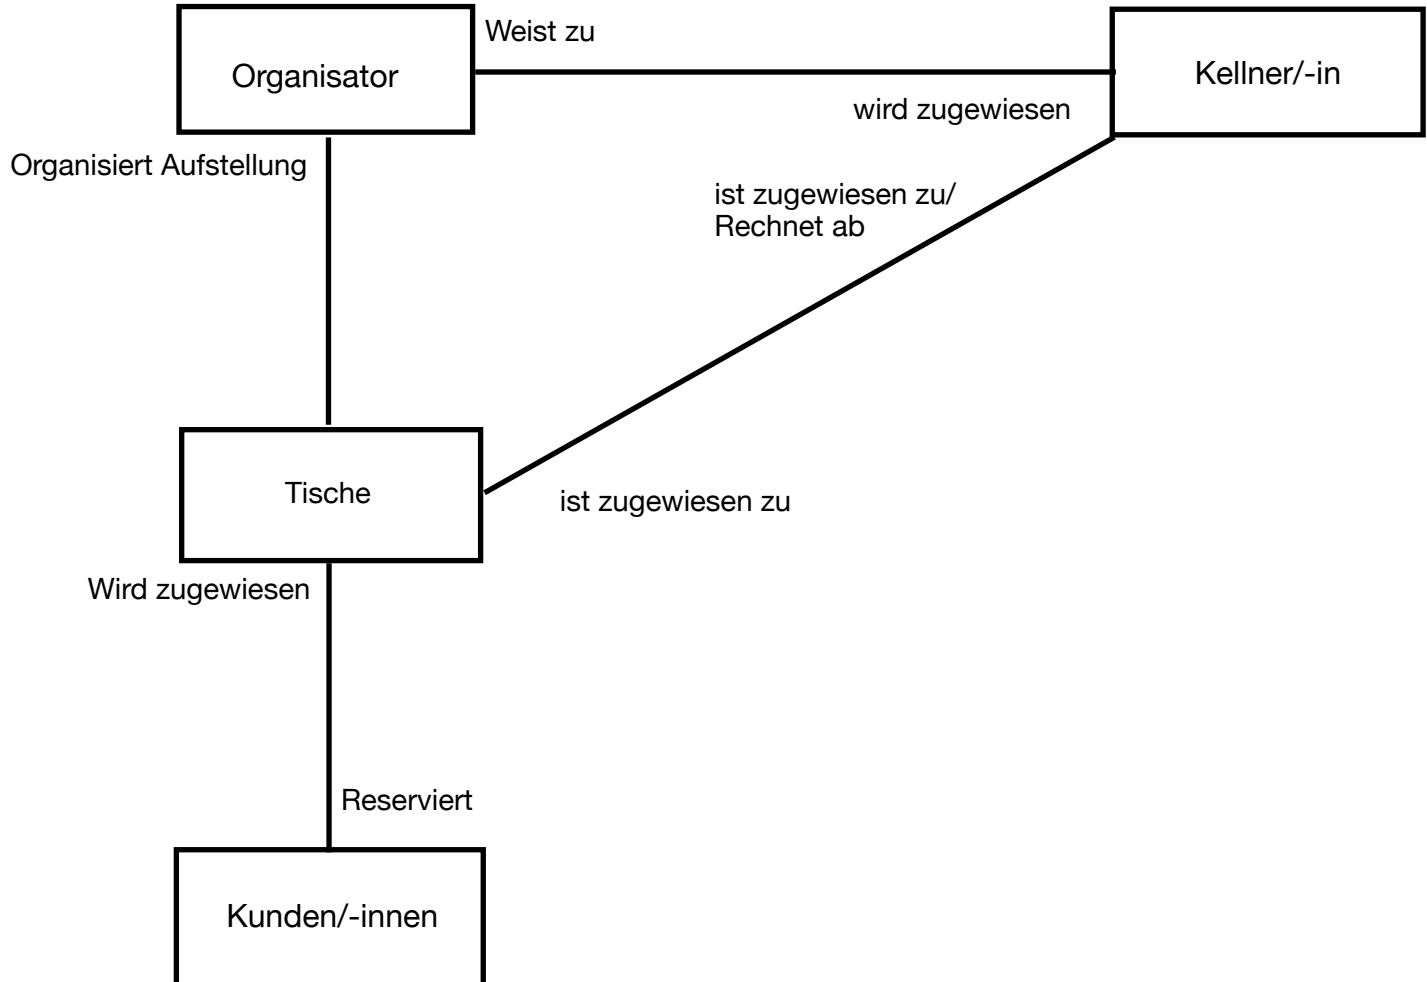 Weist zu
Organisator
Kellner/-in
wird zugewiesen
Organisiert Aufstellung
ist zugewiesen zu/
Rechnet ab
Tische
ist zugewiesen zu
Wird zugewiesen
Reserviert
Kunden/-innen